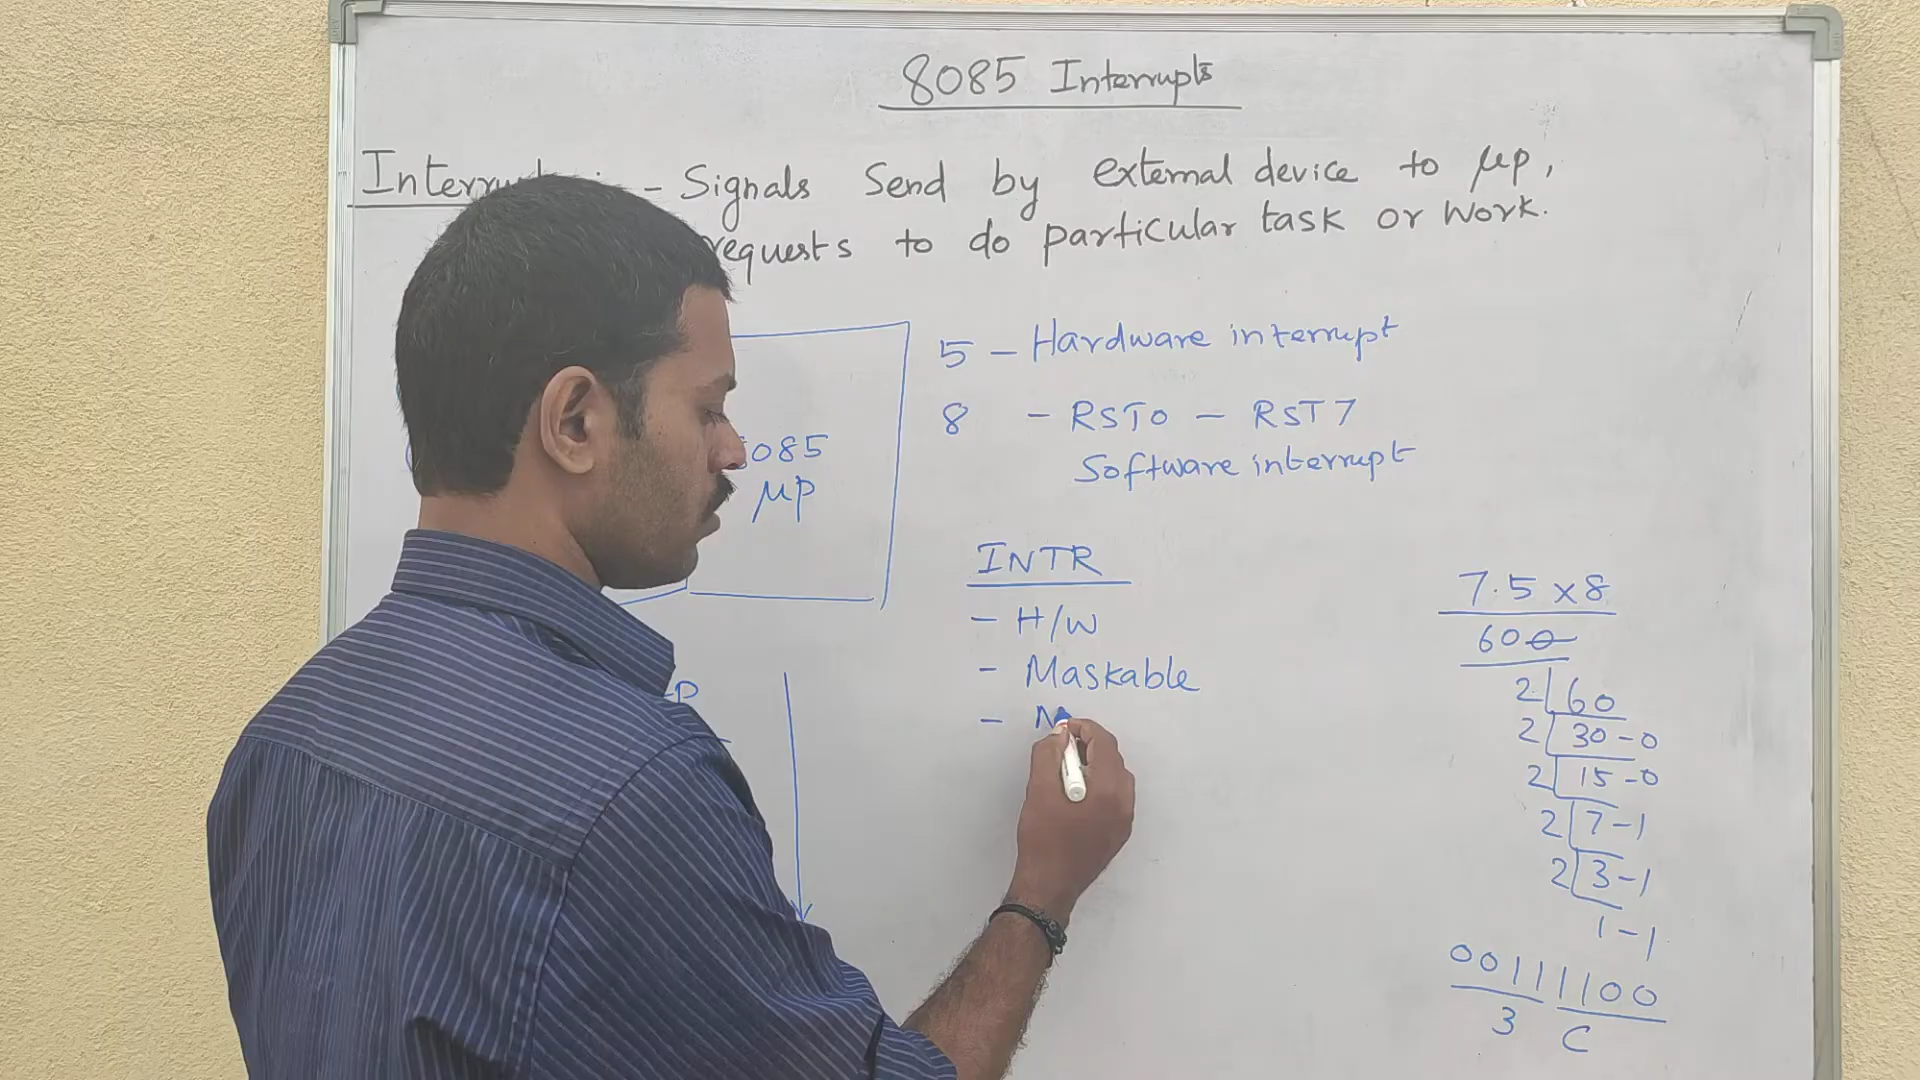 8085 Interrupts
- Signals Send by external device to μp,
requests to do particular task or work.
5 - Hardware interrupt
8 - RST0 - RST7
Software interrupt
8085
μp
INTR
- H/W
- Maskable
- N
7.5 x 8
600
2 60
2 30 - 0
2 15 - 0
2 7 - 1
2 3 - 1
1 - 1
00111100
3 C